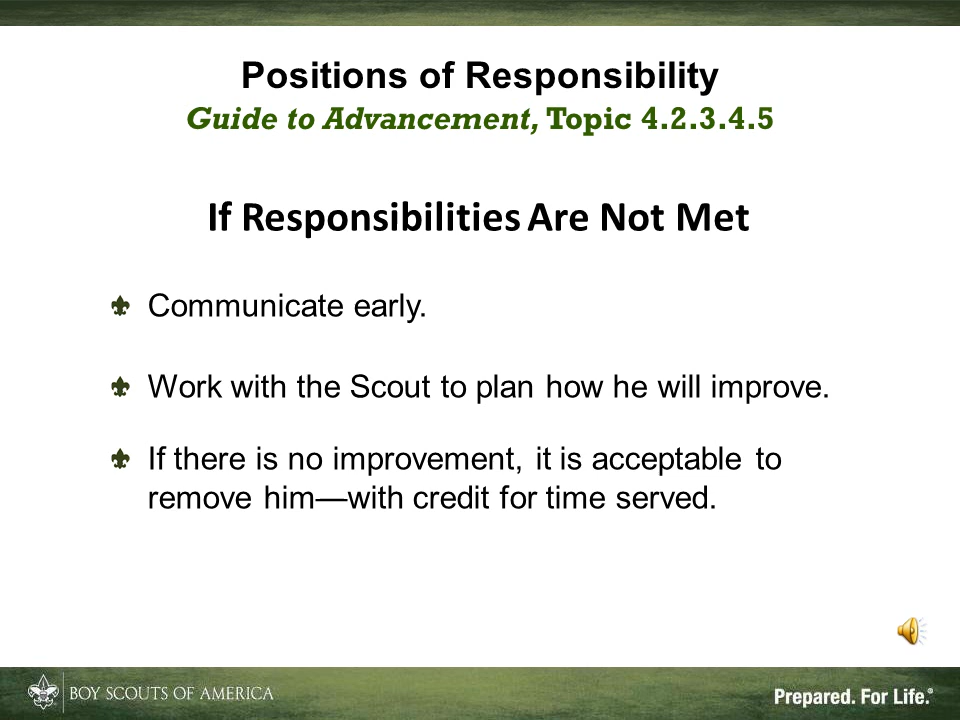 Positions of Responsibility
Guide to Advancement, Topic 4.2.3.4.5
If Responsibilities Are Not Met
Communicate early.
Work with the Scout to plan how he will improve.
If there is no improvement, it is acceptable to
remove him—with credit for time served.
BOY SCOUTS OF AMERICA
Prepared. For Life.®